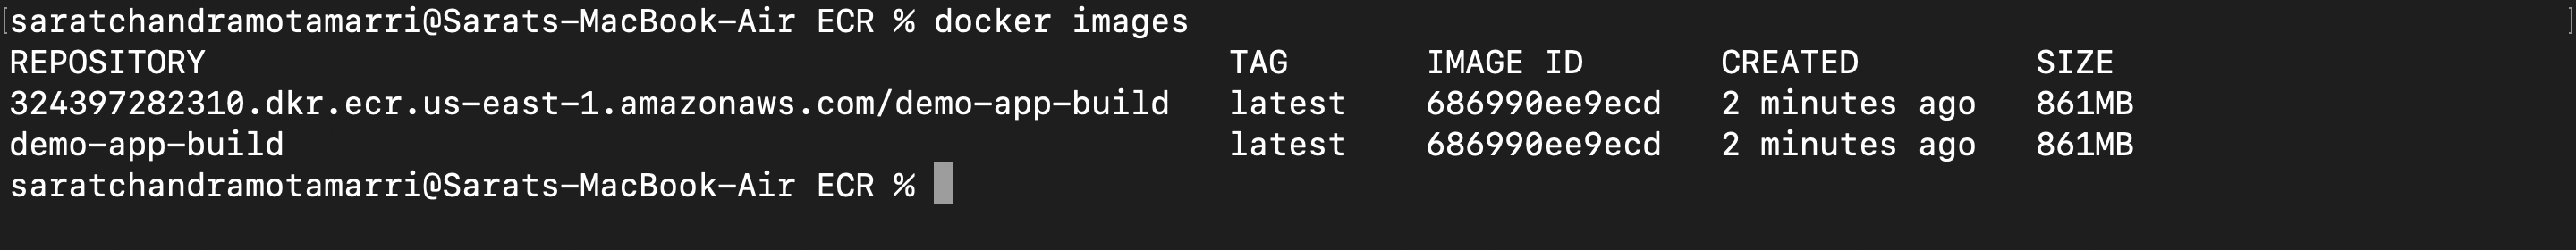 [saratchandramotamarri@Sarats-MacBook-Air ECR % docker images ]
REPOSITORY TAG IMAGE ID CREATED SIZE
324397282310.dkr.ecr.us-east-1.amazonaws.com/demo-app-build latest 686990ee9ecd 2 minutes ago 861MB
demo-app-build latest 686990ee9ecd 2 minutes ago 861MB
saratchandramotamarri@Sarats-MacBook-Air ECR %